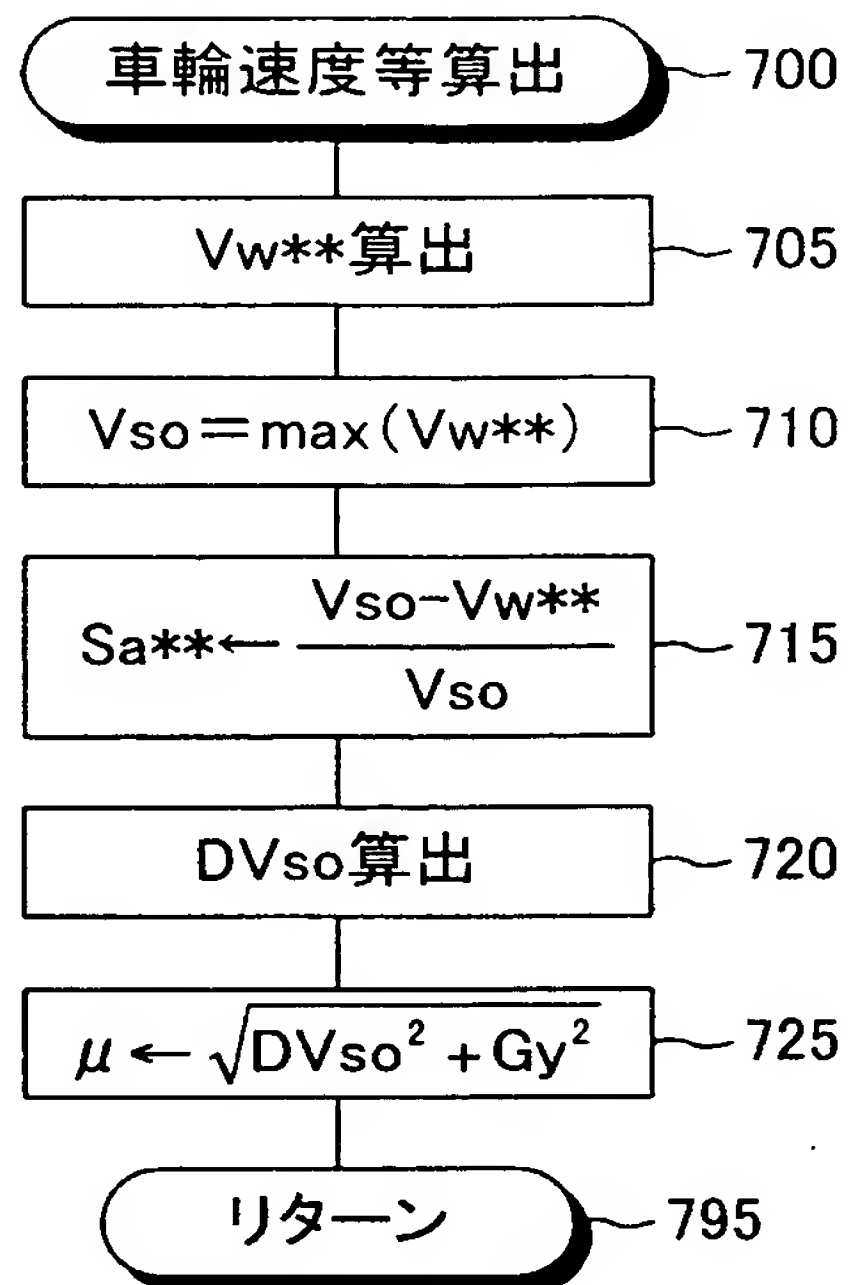 車輪速度等算出 700
Vw**算出 705
Vso=max(Vw**) 710
Sa**← Vso-Vw** / Vso 715
DVso算出 720
μ←√DVso²+Gy² 725
リターン 795